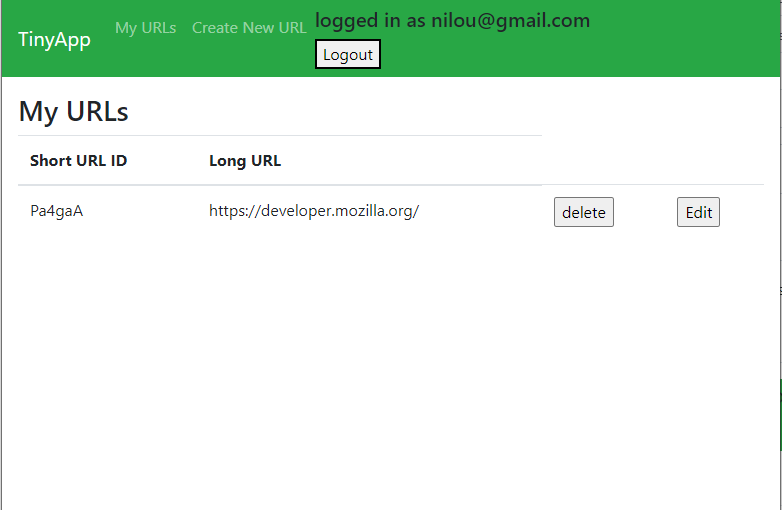 TinyApp My URLs Create New URL logged in as nilou@gmail.com
Logout
My URLs
Short URL ID Long URL
Pa4gaA https://developer.mozilla.org/ delete Edit